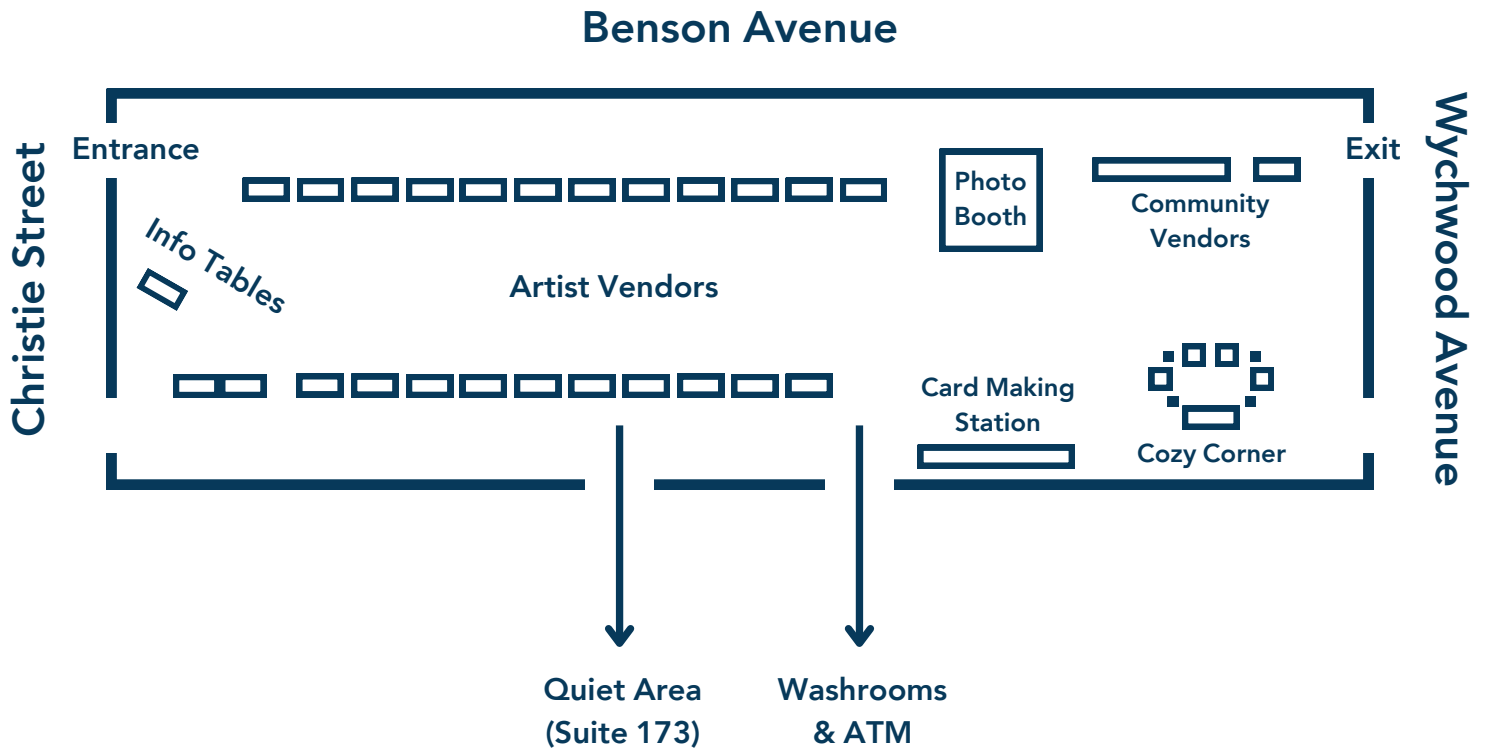 Benson Avenue
Christie Street
Entrance
Exit
Wychwood Avenue
Photo
Booth
Community
Vendors
Info Tables
Artist Vendors
Card Making
Station
Cozy Corner
Quiet Area
(Suite 173)
Washrooms
& ATM